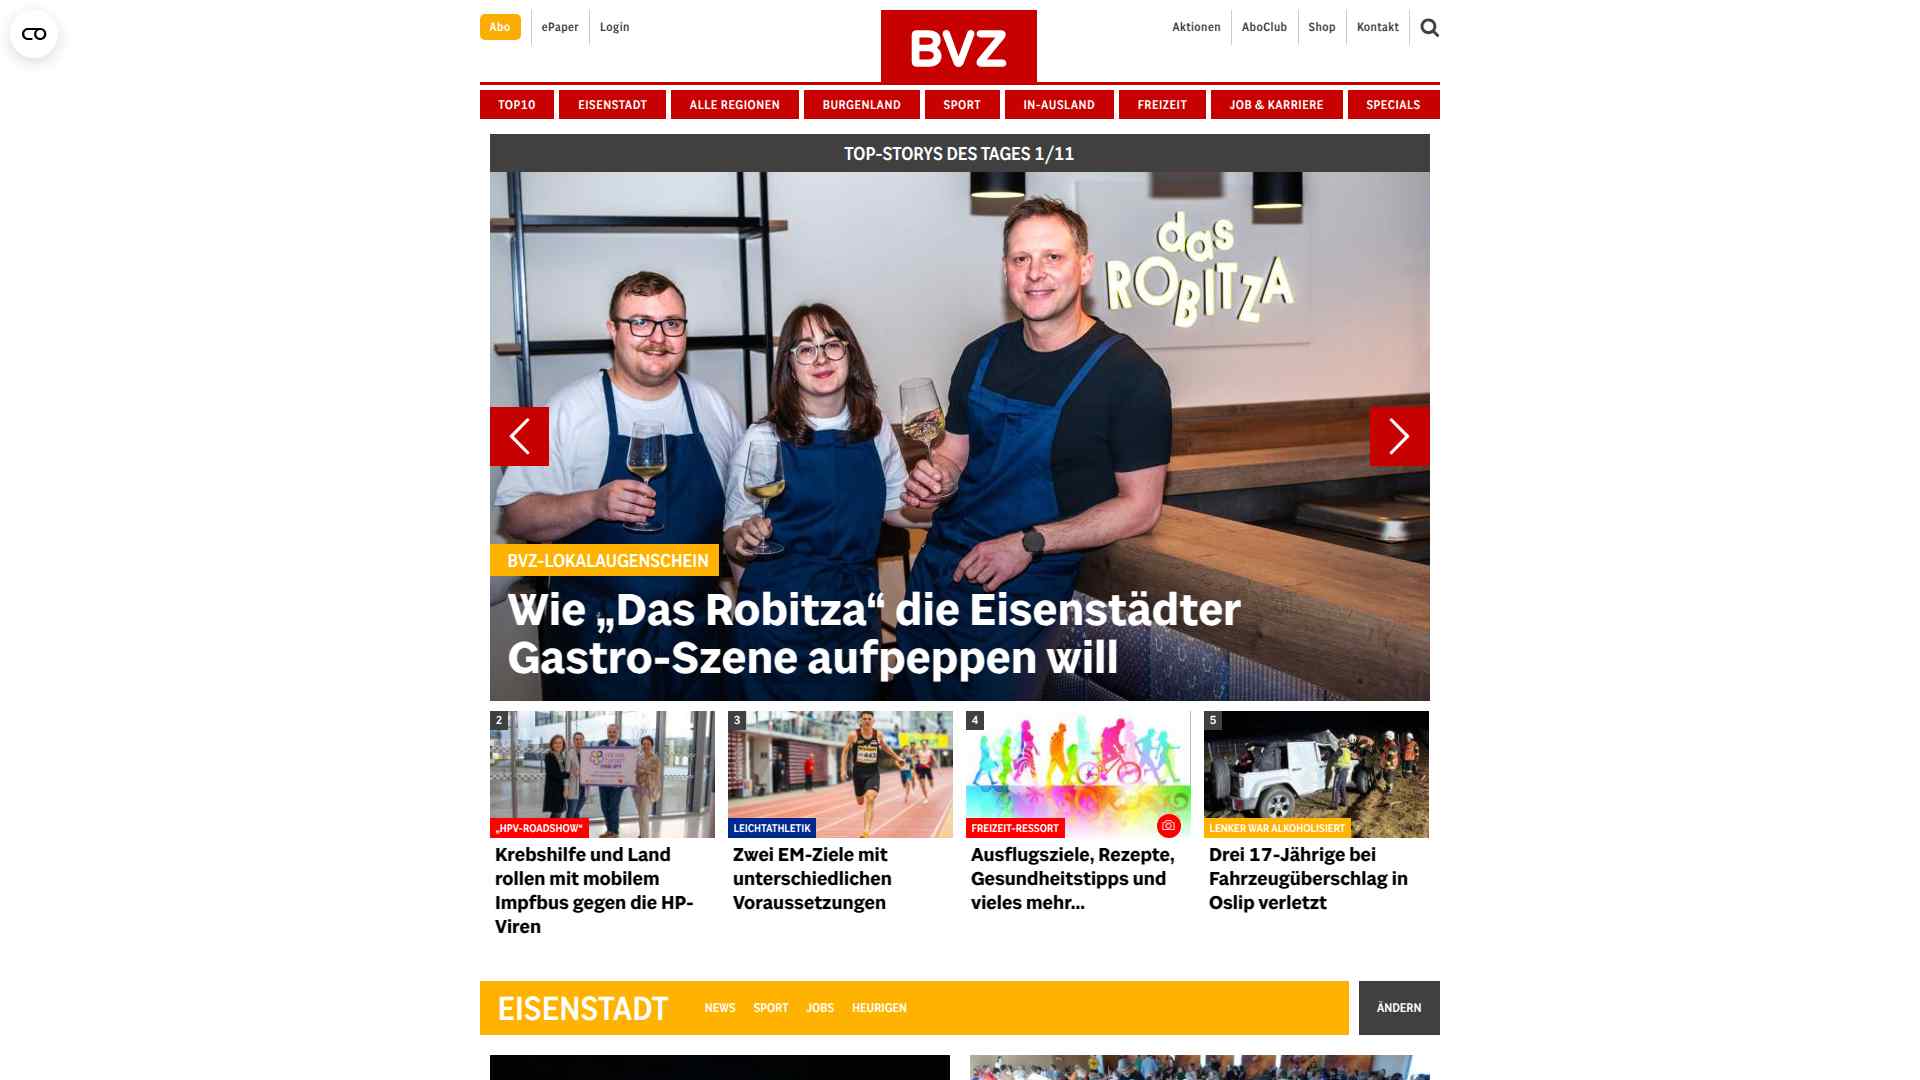 Abo
ePaper
Login
BVZ
Aktionen
AboClub
Shop
Kontakt
TOP10
EISENSTADT
ALLE REGIONEN
BURGENLAND
SPORT
IN-AUSLAND
FREIZEIT
JOB & KARRIERE
SPECIALS
TOP-STORYS DES TAGES 1/11
das
ROBITZA
BVZ-LOKALAUGENSCHEIN
Wie „Das Robitza“ die Eisenstädter
Gastro-Szene aufpeppen will
2
„HPV-ROADSHOW“
Krebshilfe und Land
rollen mit mobilem
Impfbus gegen die HP-
Viren
3
LEICHTATHLETIK
Zwei EM-Ziele mit
unterschiedlichen
Voraussetzungen
4
FREIZEIT-RESSORT
Ausflugsziele, Rezepte,
Gesundheitstipps und
vieles mehr...
5
LENKER WAR ALKOHOLISIERT
Drei 17-Jährige bei
Fahrzeugüberschlag in
Oslip verletzt
EISENSTADT
NEWS
SPORT
JOBS
HEURIGEN
ÄNDERN